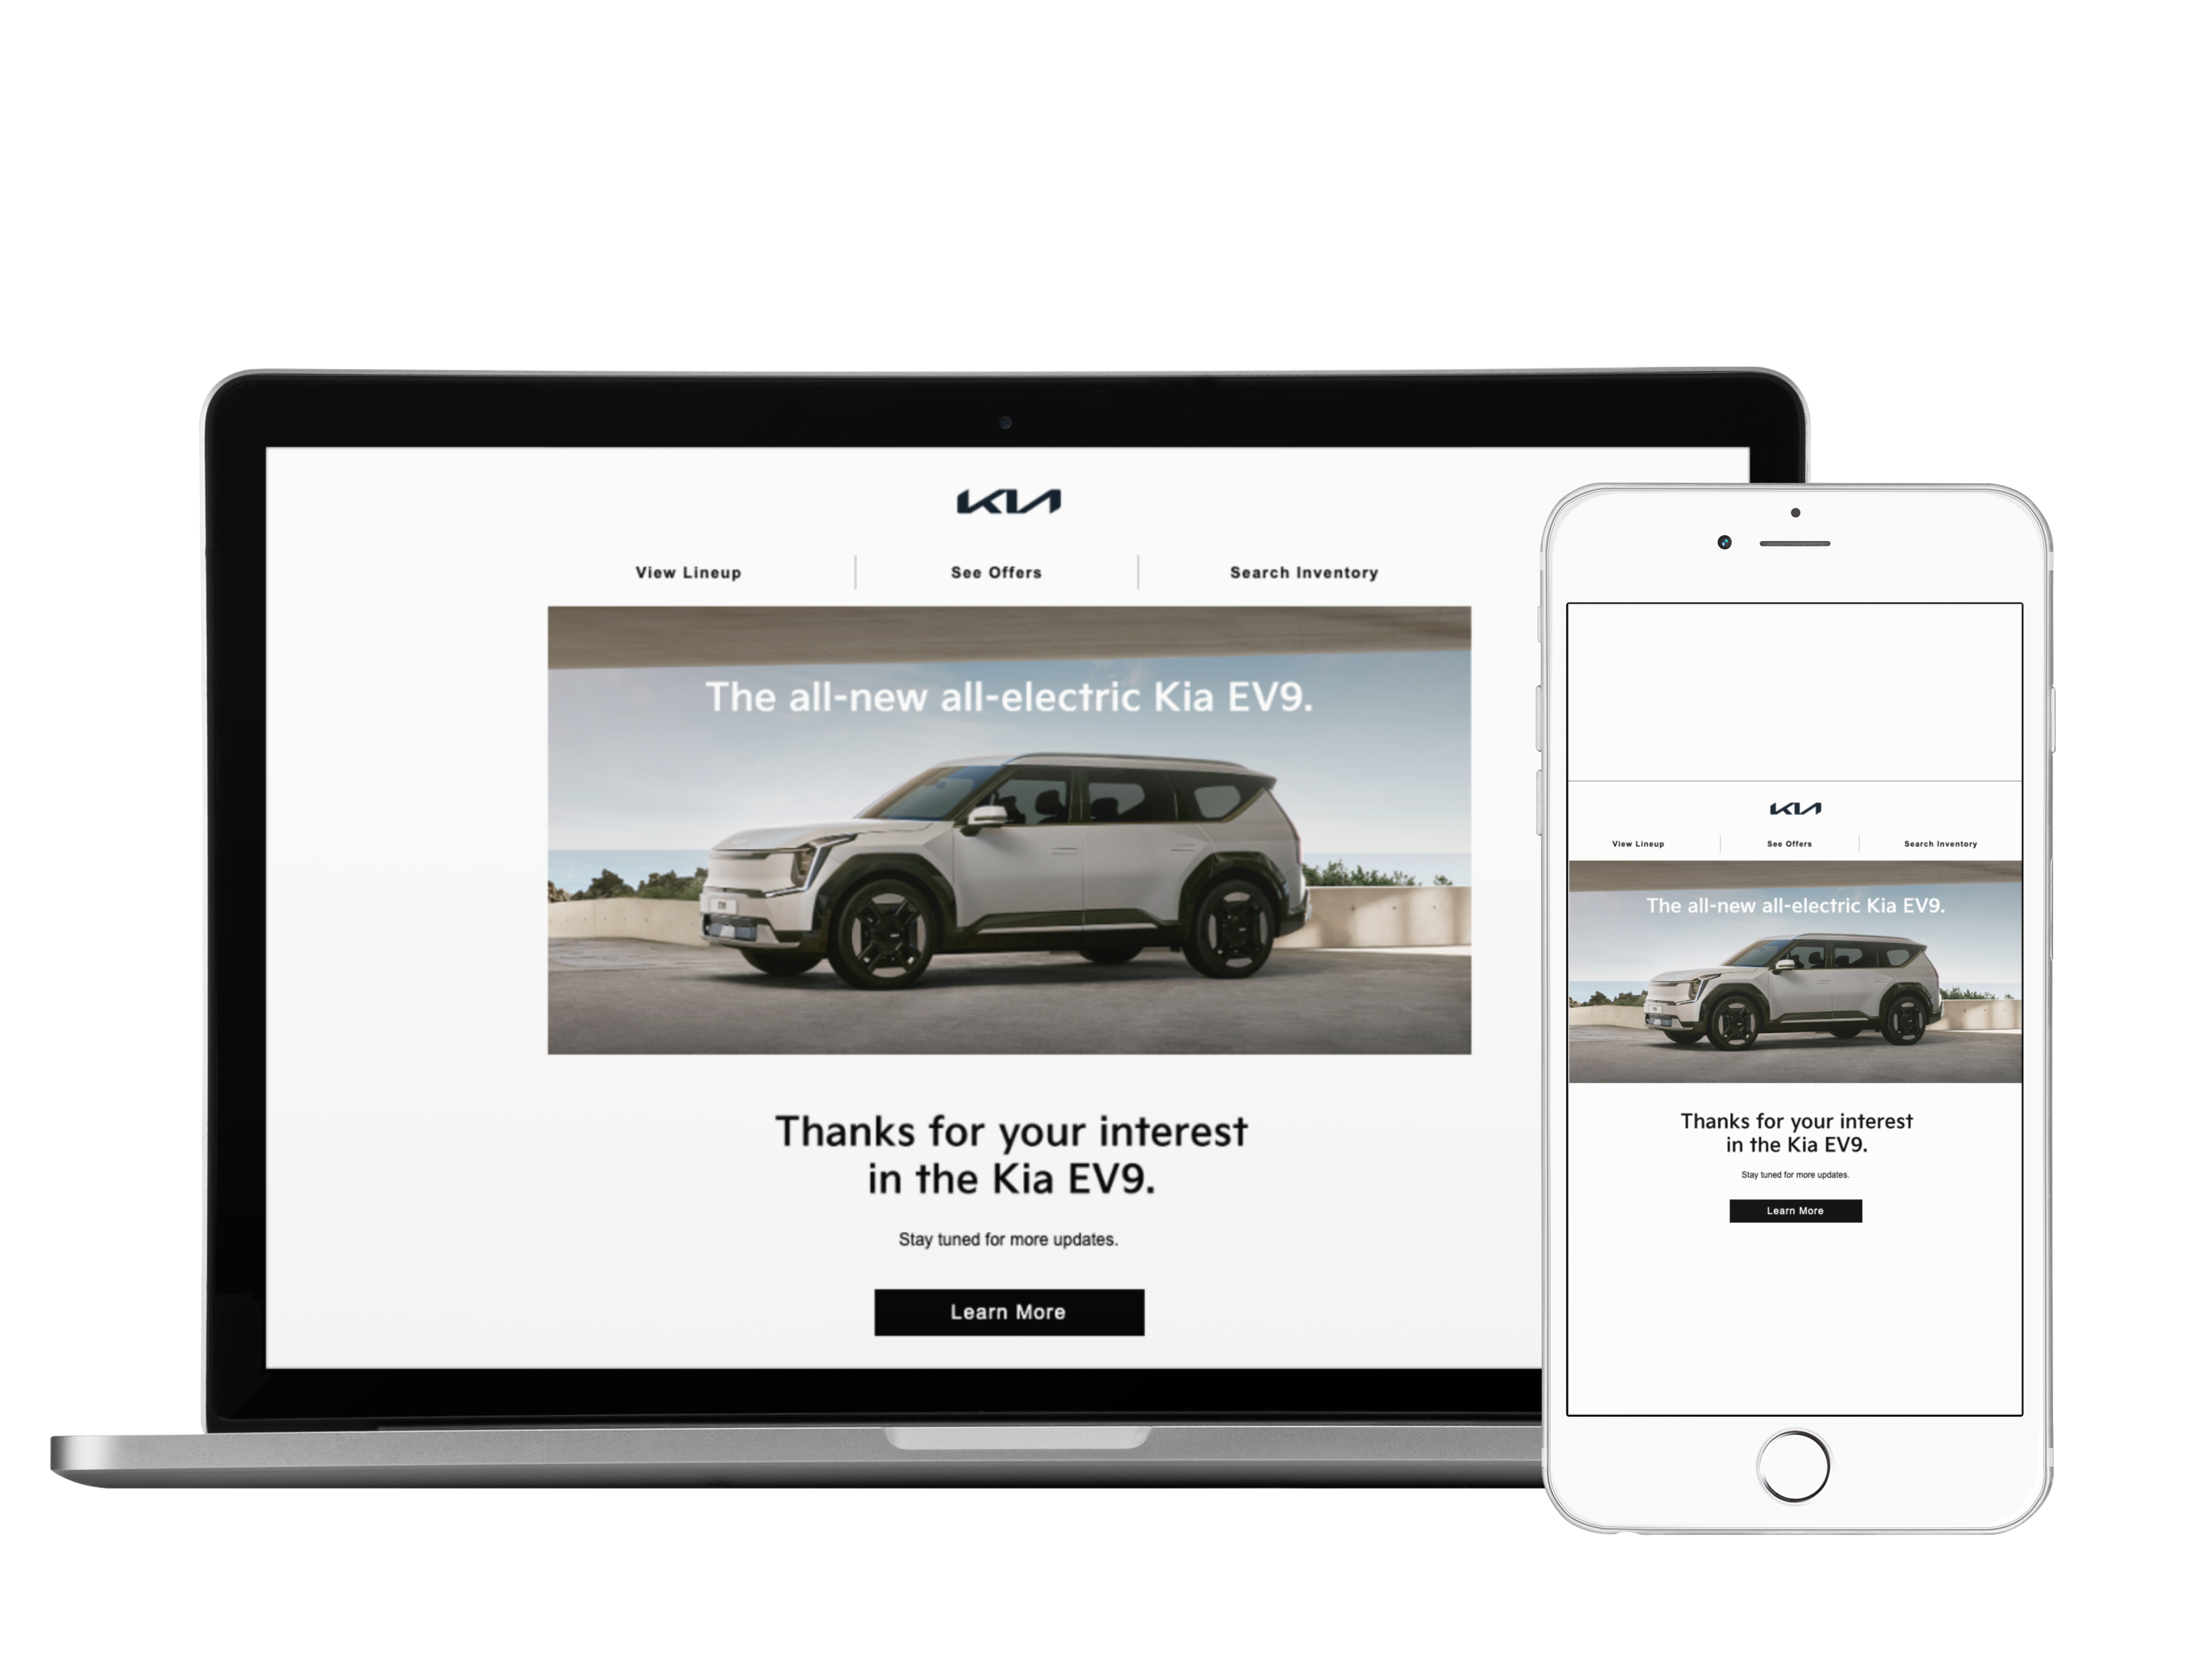 KIA
View Lineup
See Offers
Search Inventory
The all-new all-electric Kia EV9.
Thanks for your interest
in the Kia EV9.
Stay tuned for more updates.
Learn More
KIA
View Lineup
See Offers
Search Inventory
The all-new all-electric Kia EV9.
Thanks for your interest
in the Kia EV9.
Stay tuned for more updates.
Learn More